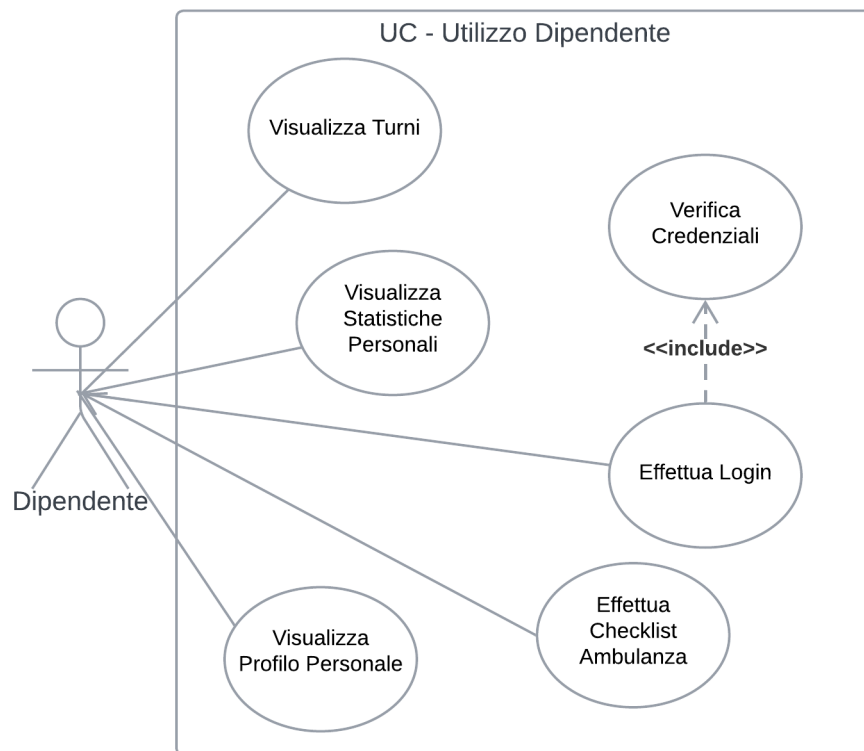 UC - Utilizzo Dipendente
Visualizza Turni
Verifica
Credenziali
Visualizza
Statistiche
Personali
<<include>>
Effettua Login
Dipendente
Effettua
Checklist
Ambulanza
Visualizza
Profilo Personale